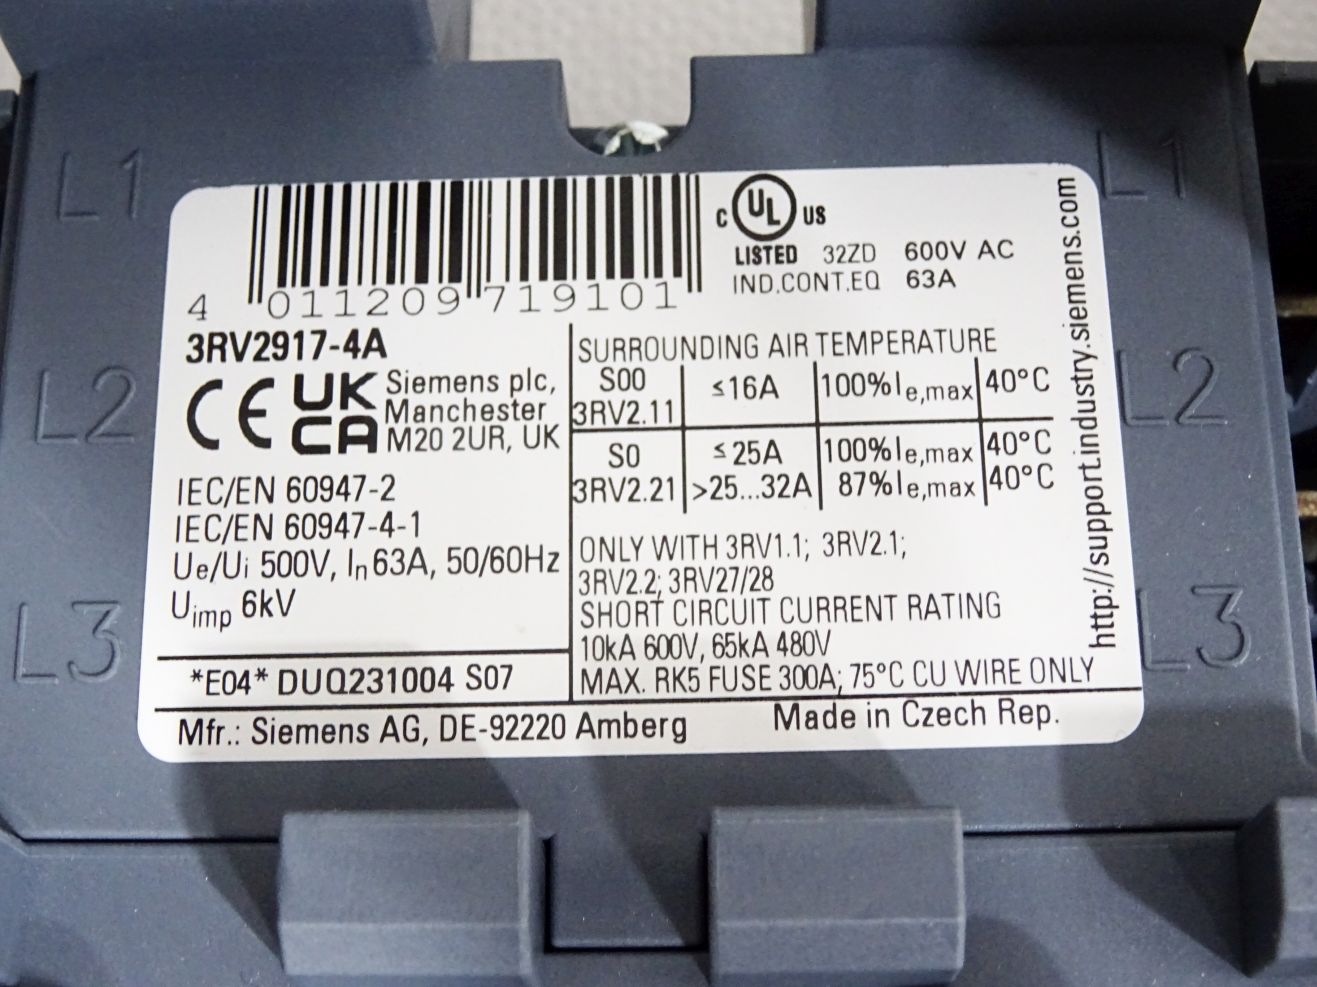 L1
L1
4 011209 719101
C UL US
LISTED 32ZD 600V AC
IND.CONT.EQ 63A
http://support.industry.siemens.com
3RV2917-4A
CE UK CA Siemens plc,
Manchester
M20 2UR, UK
SURROUNDING AIR TEMPERATURE
S00 ≤16A 100%Ie,max 40°C
3RV2.11
S0 ≤25A 100%Ie,max 40°C
3RV2.21 >25...32A 87%Ie,max 40°C
L2
L2
IEC/EN 60947-2
IEC/EN 60947-4-1
Ue/Ui 500V, In 63A, 50/60Hz
Uimp 6kV
ONLY WITH 3RV1.1; 3RV2.1;
3RV2.2; 3RV27/28
SHORT CIRCUIT CURRENT RATING
10kA 600V, 65kA 480V
MAX. RK5 FUSE 300A; 75°C CU WIRE ONLY
L3
L3
*E04* DUQ231004 S07
Mfr.: Siemens AG, DE-92220 Amberg Made in Czech Rep.